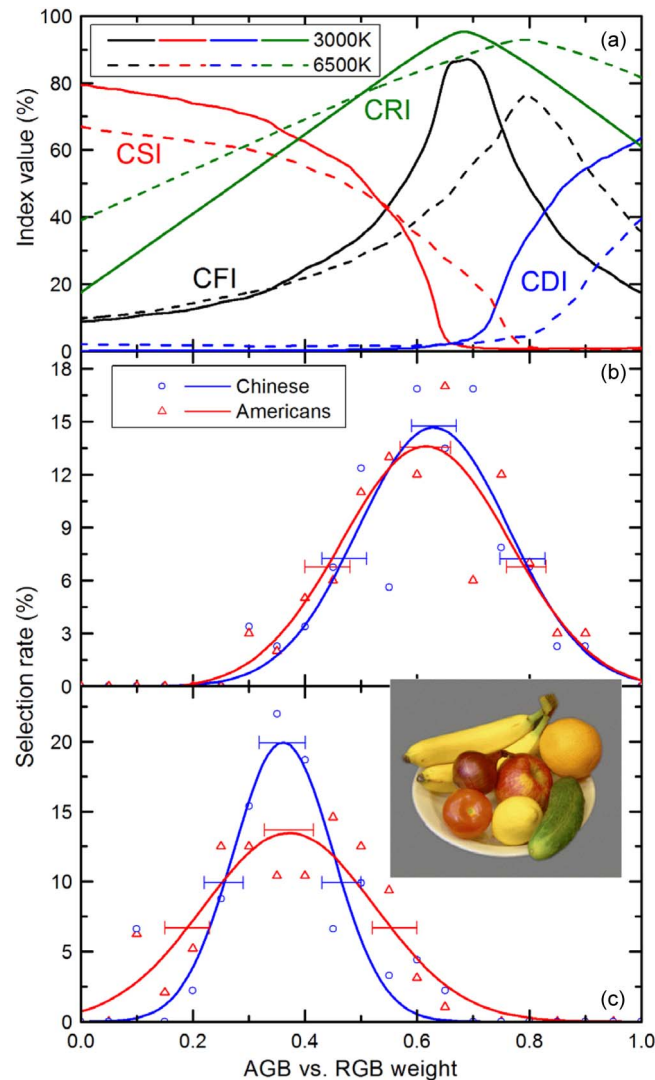 100
80
60
40
20
0
Index value (%)
3000K
6500K
(a)
CRI
CSI
CFI
CDI
18
15
12
9
6
3
0
Chinese
Americans
(b)
Selection rate (%)
20
15
10
5
0
(c)
0.0 0.2 0.4 0.6 0.8 1.0
AGB vs. RGB weight